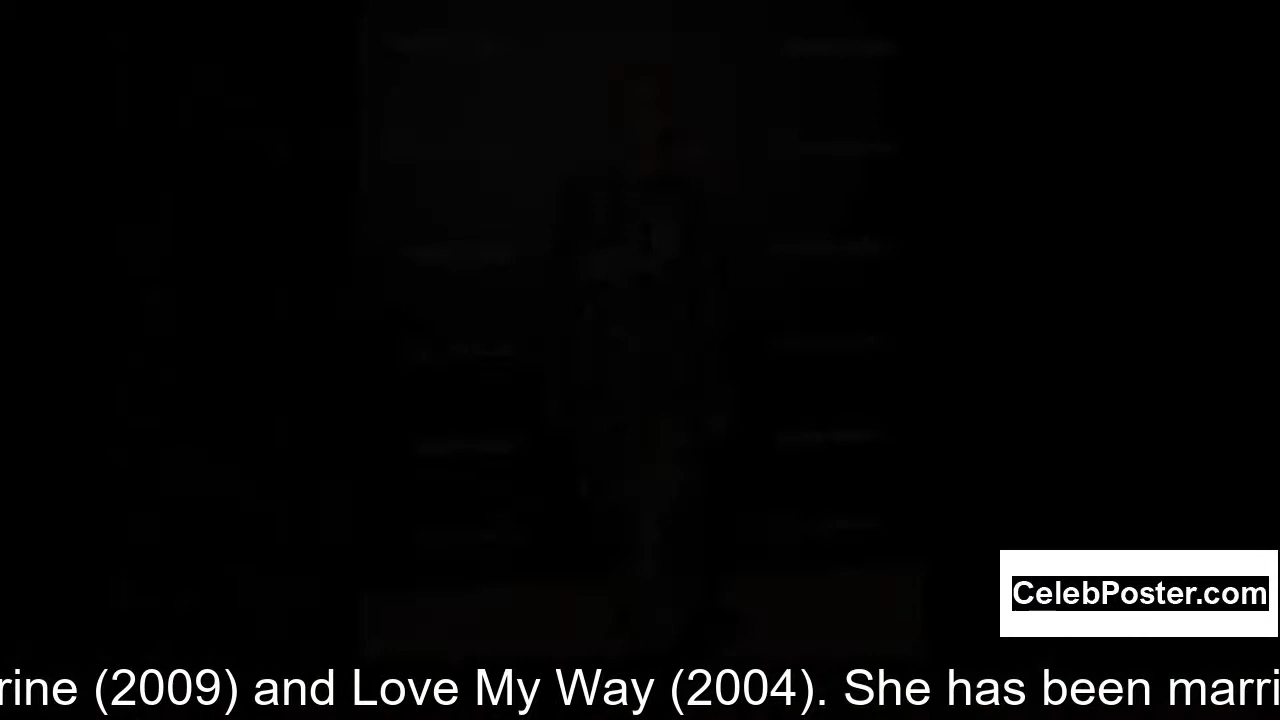 CelebPoster.com
rine (2009) and Love My Way (2004). She has been marri